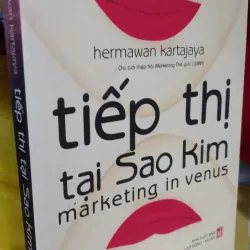 hermawan kartajaya
tiếp thị
tại Sao Kim
marketing in venus
tiếp thị tại Sao Kim